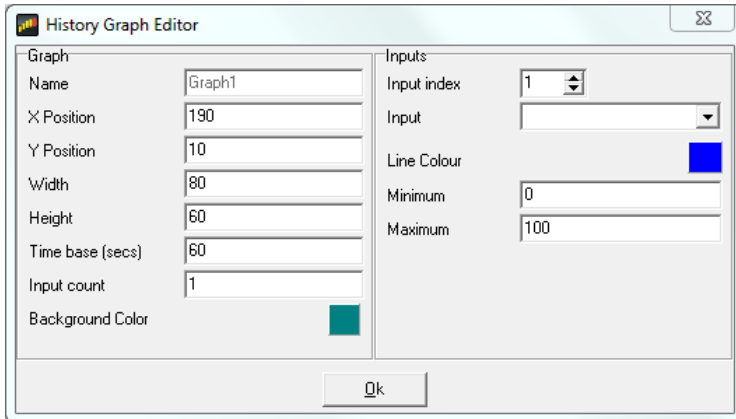 History Graph Editor
Graph
Name
Graph1
X Position
190
Y Position
10
Width
80
Height
60
Time base (secs)
60
Input count
1
Background Color
Inputs
Input index
1
Input
Line Colour
Minimum
0
Maximum
100
Ok